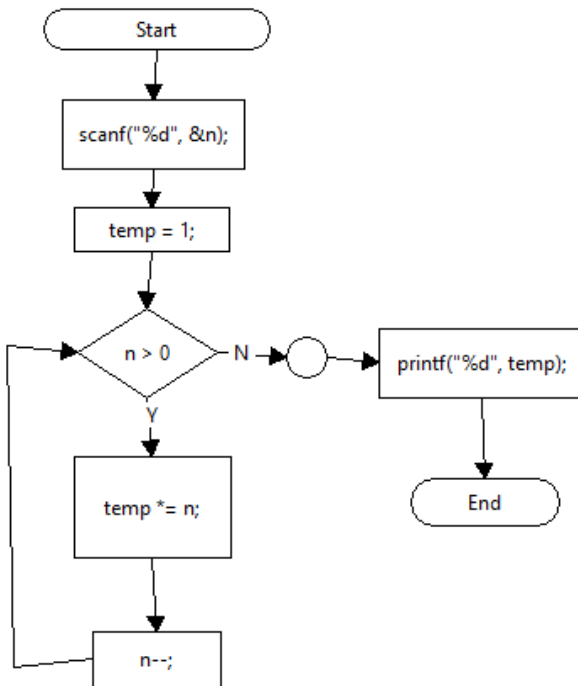 Start
scanf("%d", &n);
temp = 1;
n > 0
N
printf("%d", temp);
Y
temp *= n;
End
n--;